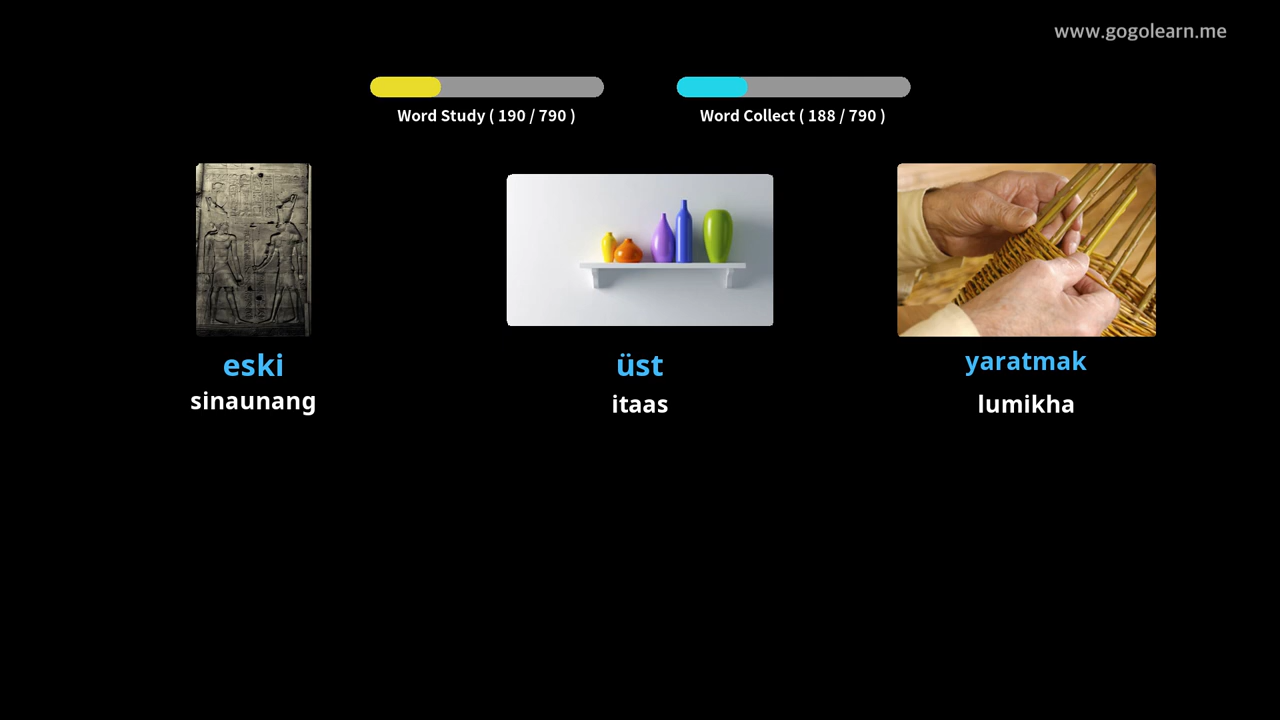 www.gogolearn.me
Word Study ( 190 / 790 )
Word Collect ( 188 / 790 )
eski
sinaunang
üst
itaas
yaratmak
lumikha